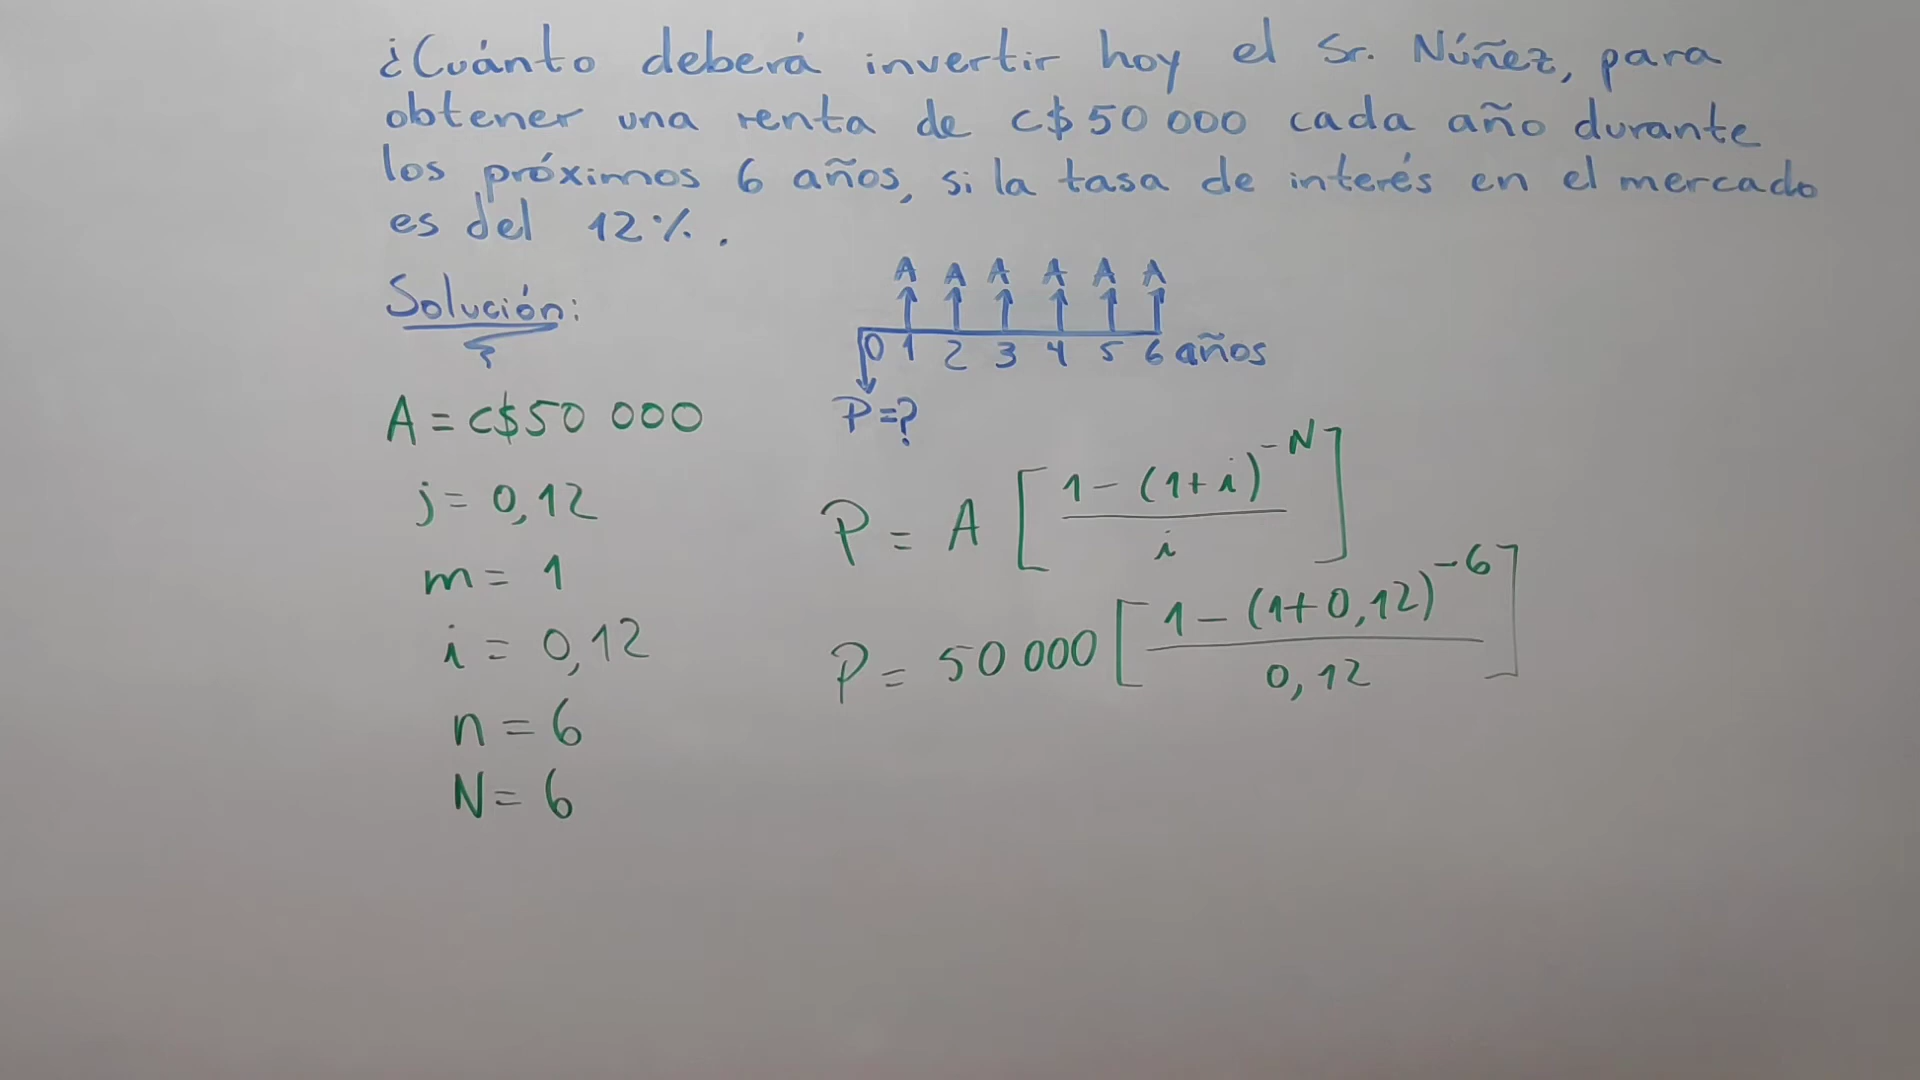 ¿Cuánto deberá invertir hoy el Sr. Núñez, para
obtener una renta de C$50 000 cada año durante
los próximos 6 años, si la tasa de interés en el mercado
es del 12%.
Solución:
A A A A A A
0 1 2 3 4 5 6 años
P=?
A = C$50 000
j = 0,12
m = 1
i = 0,12
n = 6
N = 6
P = A [ 1 - (1+i)^-N / i ]
P = 50 000 [ 1 - (1+0,12)^-6 / 0,12 ]